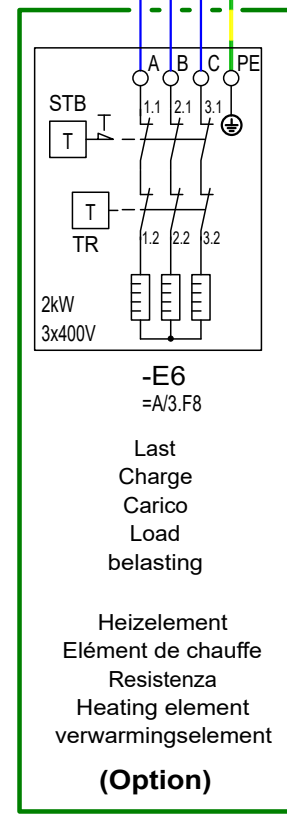 A B C PE
STB 1.1 2.1 3.1
T
T
TR 1.2 2.2 3.2
2kW
3x400V
-E6
=A/3.F8
Last
Charge
Carico
Load
belasting
Heizelement
Elément de chauffe
Resistenza
Heating element
verwarmingselement
(Option)